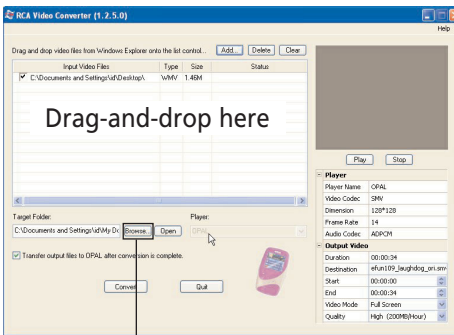 RCA Video Converter (1.2.5.0)
Help
Drag and drop video files from Windows Explorer onto the list control... Add... Delete Clear
Input Video Files Type Size Status
C:\Documents and Settings\id\Desktop\ WMV 1.46M
Drag-and-drop here
Play Stop
Player
Player Name OPAL
Video Codec SMV
Dimension 128*128
Frame Rate 14
Audio Codec ADPCM
Output Video
Duration 00:00:34
Destination efun109_laughdog_ori.smv
Start 00:00:00
End 00:00:34
Video Mode Full Screen
Quality High (200MB/Hour)
Target Folder: Player:
C:\Documents and Settings\id\My Do Browse... Open OPAL
Transfer output files to OPAL after conversion is complete.
Convert Quit